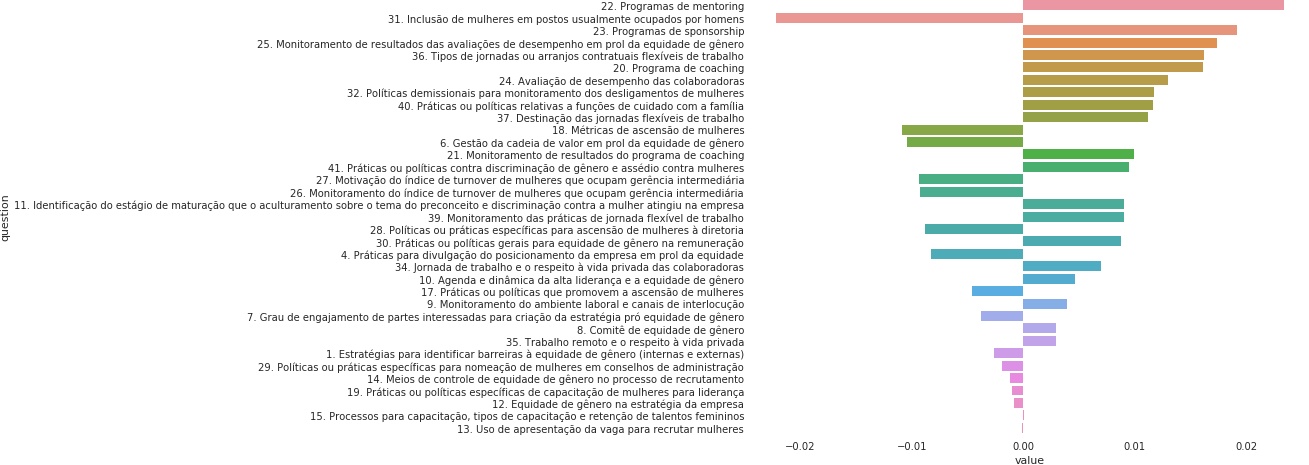 22. Programas de mentoring
31. Inclusão de mulheres em postos usualmente ocupados por homens
23. Programas de sponsorship
25. Monitoramento de resultados das avaliações de desempenho em prol da equidade de gênero
36. Tipos de jornadas ou arranjos contratuais flexíveis de trabalho
20. Programa de coaching
24. Avaliação de desempenho das colaboradoras
32. Políticas demissionais para monitoramento dos desligamentos de mulheres
40. Práticas ou políticas relativas a funções de cuidado com a família
37. Destinação das jornadas flexíveis de trabalho
18. Métricas de ascensão de mulheres
6. Gestão da cadeia de valor em prol da equidade de gênero
21. Monitoramento de resultados do programa de coaching
41. Práticas ou políticas contra discriminação de gênero e assédio contra mulheres
27. Motivação do índice de turnover de mulheres que ocupam gerência intermediária
26. Monitoramento do índice de turnover de mulheres que ocupam gerência intermediária
11. Identificação do estágio de maturação que o aculturamento sobre o tema do preconceito e discriminação contra a mulher atingiu na empresa
39. Monitoramento das práticas de jornada flexível de trabalho
28. Políticas ou práticas específicas para ascensão de mulheres à diretoria
30. Práticas ou políticas gerais para equidade de gênero na remuneração
4. Práticas para divulgação do posicionamento da empresa em prol da equidade
34. Jornada de trabalho e o respeito à vida privada das colaboradoras
10. Agenda e dinâmica da alta liderança e a equidade de gênero
17. Práticas ou políticas que promovem a ascensão de mulheres
9. Monitoramento do ambiente laboral e canais de interlocução
7. Grau de engajamento de partes interessadas para criação da estratégia pró equidade de gênero
8. Comitê de equidade de gênero
35. Trabalho remoto e o respeito à vida privada
1. Estratégias para identificar barreiras à equidade de gênero (internas e externas)
29. Políticas ou práticas específicas para nomeação de mulheres em conselhos de administração
14. Meios de controle de equidade de gênero no processo de recrutamento
19. Práticas ou políticas específicas de capacitação de mulheres para liderança
12. Equidade de gênero na estratégia da empresa
15. Processos para capacitação, tipos de capacitação e retenção de talentos femininos
13. Uso de apresentação da vaga para recrutar mulheres
question
−0.02 −0.01 0.00 0.01 0.02
value